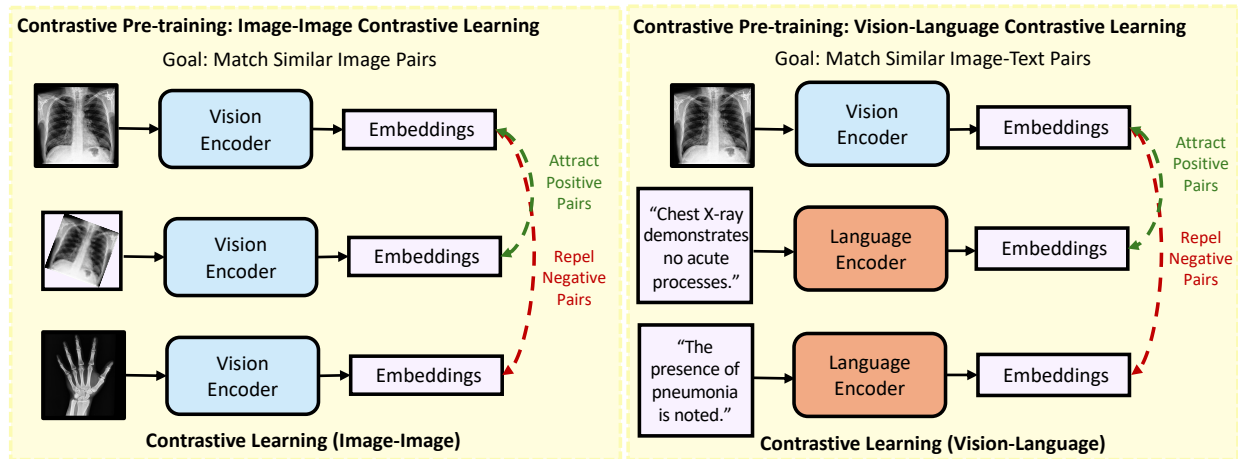 Contrastive Pre-training: Image-Image Contrastive Learning
Goal: Match Similar Image Pairs
Vision
Encoder
Embeddings
Attract
Positive
Pairs
Vision
Encoder
Embeddings
Repel
Negative
Pairs
Vision
Encoder
Embeddings
Contrastive Learning (Image-Image)
Contrastive Pre-training: Vision-Language Contrastive Learning
Goal: Match Similar Image-Text Pairs
Vision
Encoder
Embeddings
Attract
Positive
Pairs
“Chest X-ray
demonstrates
no acute
processes.”
Language
Encoder
Embeddings
Repel
Negative
Pairs
“The
presence of
pneumonia
is noted.”
Language
Encoder
Embeddings
Contrastive Learning (Vision-Language)